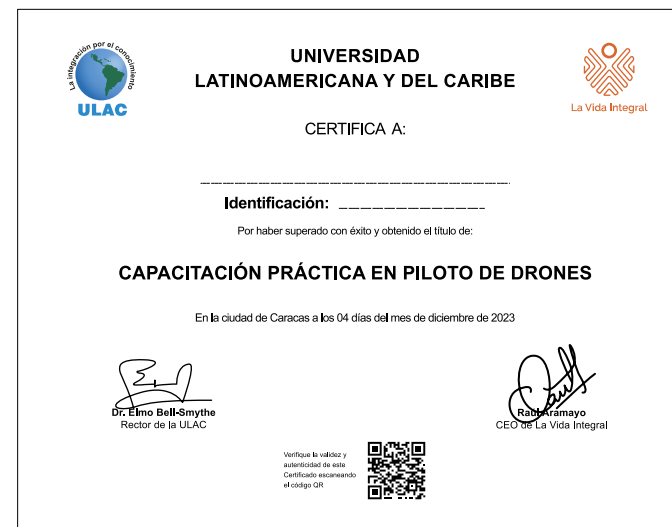 La integración por el conocimiento
ULAC
UNIVERSIDAD
LATINOAMERICANA Y DEL CARIBE
La Vida Integral
CERTIFICA A:
Identificación:
Por haber superado con éxito y obtenido el título de:
CAPACITACIÓN PRÁCTICA EN PILOTO DE DRONES
En la ciudad de Caracas a los 04 días del mes de diciembre de 2023
Dr. Elmo Bell-Smythe
Rector de la ULAC
Raul Aramayo
CEO de La Vida Integral
Verifique la validez y
autenticidad de este
Certificado escaneando
el código QR